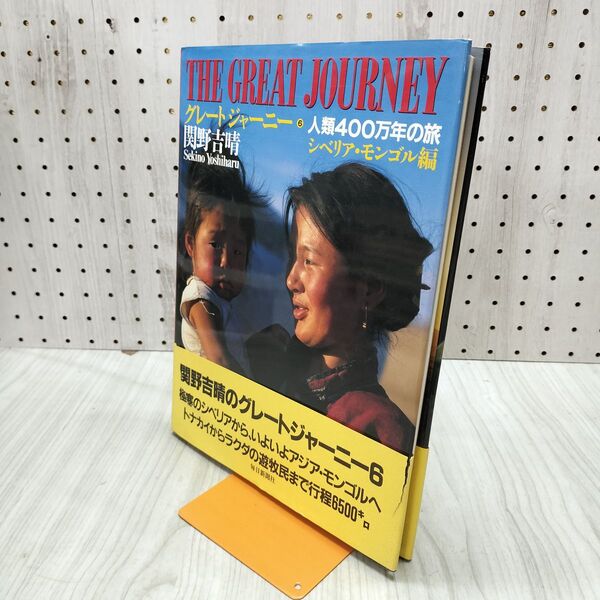 THE GREAT JOURNEY
グレートジャーニー⑥
人類400万年の旅
関野吉晴
シベリア・モンゴル編
Sekino Yoshiharu
関野吉晴のグレートジャーニー6
極寒のシベリアから、いよいよアジア・モンゴルへ
トナカイからラクダの遊牧民まで行程6500キロ
毎日新聞社